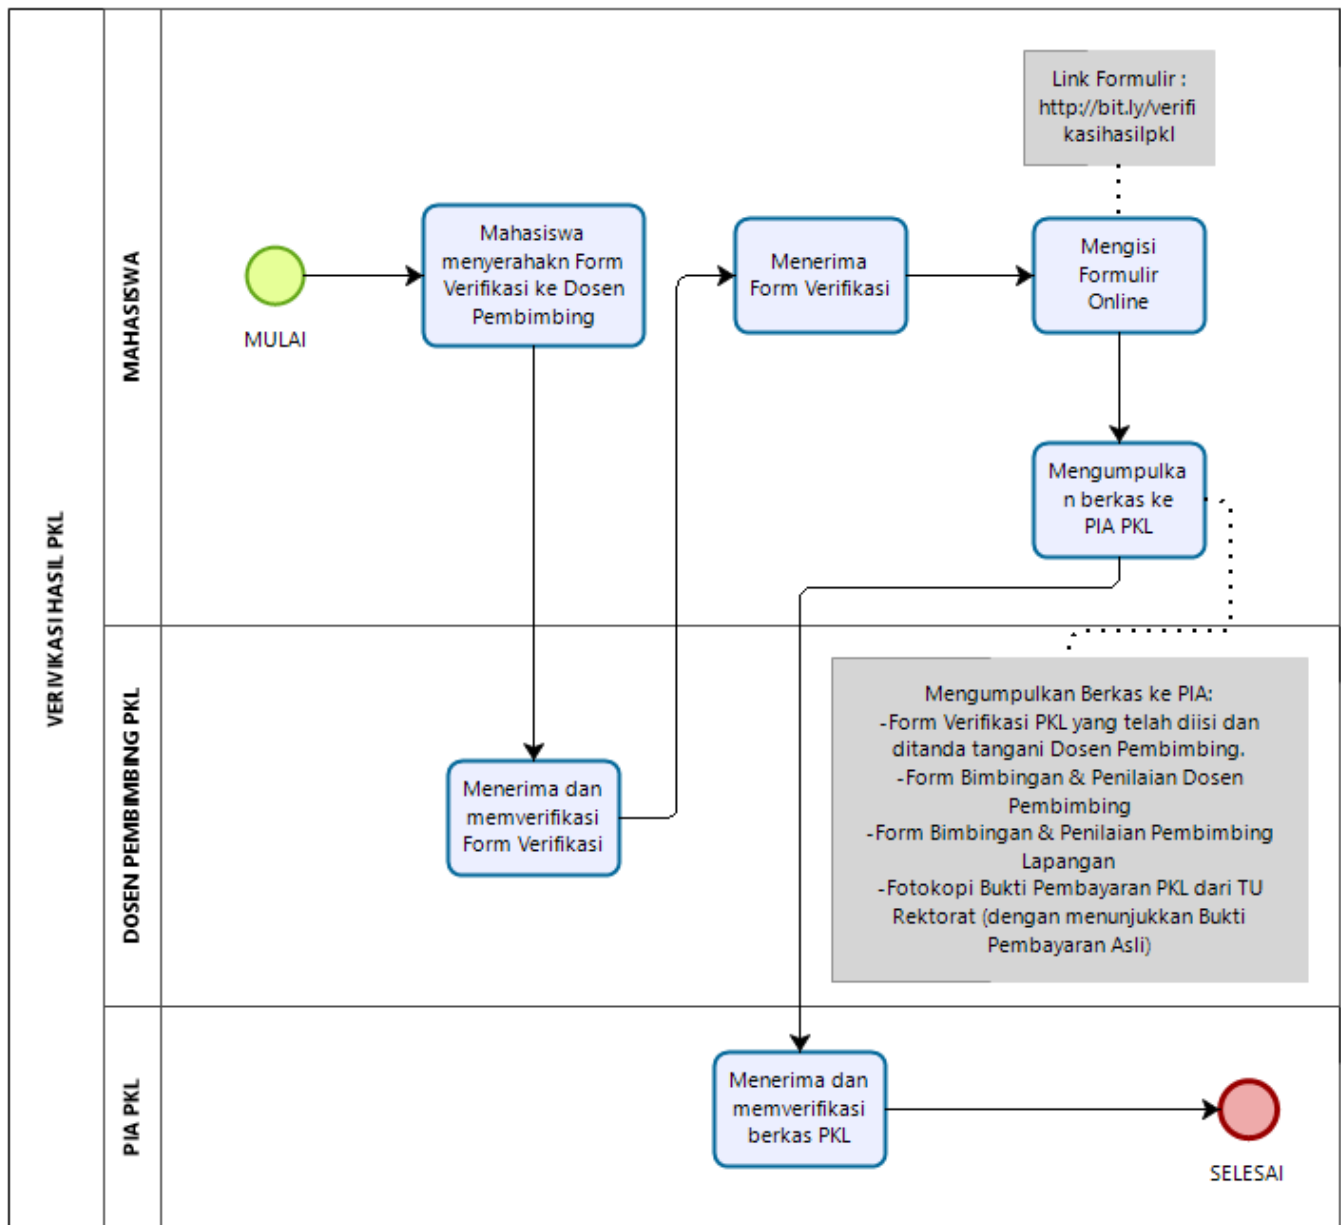 VERIVIKASI HASIL PKL
MAHASISWA
Link Formulir :
http://bit.ly/verifi
kasihasilpkl
MULAI
Mahasiswa
menyerahakn Form
Verifikasi ke Dosen
Pembimbing
Menerima
Form Verifikasi
Mengisi
Formulir
Online
Mengumpulka
n berkas ke
PIA PKL
DOSEN PEMBIMBING PKL
Menerima dan
memverifikasi
Form Verifikasi
Mengumpulkan Berkas ke PIA:
-Form Verifikasi PKL yang telah diisi dan
ditanda tangani Dosen Pembimbing.
-Form Bimbingan & Penilaian Dosen
Pembimbing
-Form Bimbingan & Penilaian Pembimbing
Lapangan
-Fotokopi Bukti Pembayaran PKL dari TU
Rektorat (dengan menunjukkan Bukti
Pembayaran Asli)
PIA PKL
Menerima dan
memverifikasi
berkas PKL
SELESAI